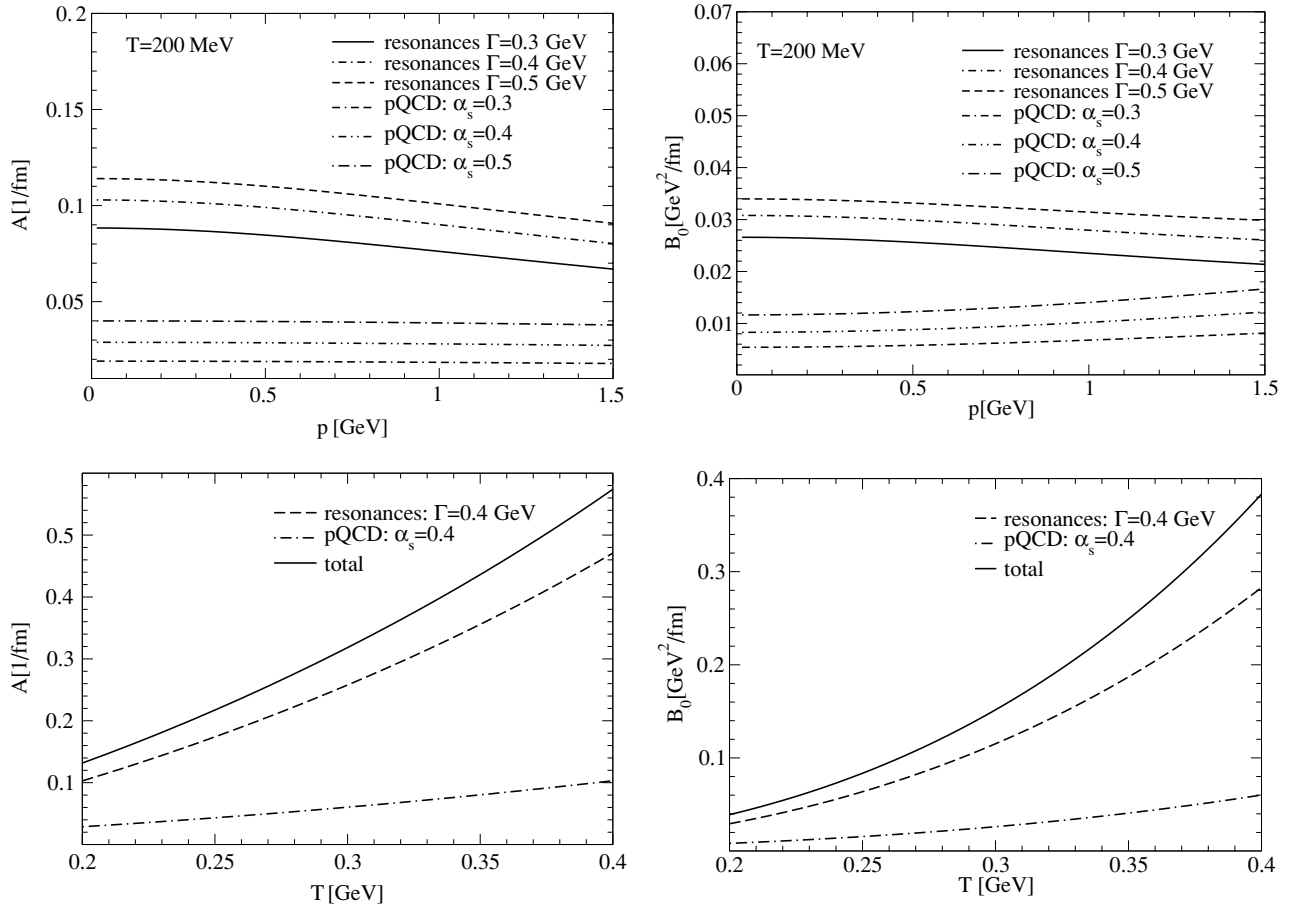 0.2
T=200 MeV
resonances Γ=0.3 GeV
resonances Γ=0.4 GeV
resonances Γ=0.5 GeV
pQCD: αs=0.3
pQCD: αs=0.4
pQCD: αs=0.5
0.15
0.1
0.05
A[1/fm]
0
0.5
1
1.5
p [GeV]
0.07
T=200 MeV
resonances Γ=0.3 GeV
resonances Γ=0.4 GeV
resonances Γ=0.5 GeV
pQCD: αs=0.3
pQCD: αs=0.4
pQCD: αs=0.5
0.06
0.05
0.04
0.03
0.02
0.01
B0[GeV2/fm]
0
0.5
1
1.5
p[GeV]
resonances: Γ=0.4 GeV
pQCD: αs=0.4
total
0.5
0.4
0.3
0.2
0.1
A[1/fm]
0.2
0.25
0.3
0.35
0.4
T [GeV]
0.4
resonances: Γ=0.4 GeV
pQCD: αs=0.4
total
0.3
0.2
0.1
B0[GeV2/fm]
0.2
0.25
0.3
0.35
0.4
T [GeV]